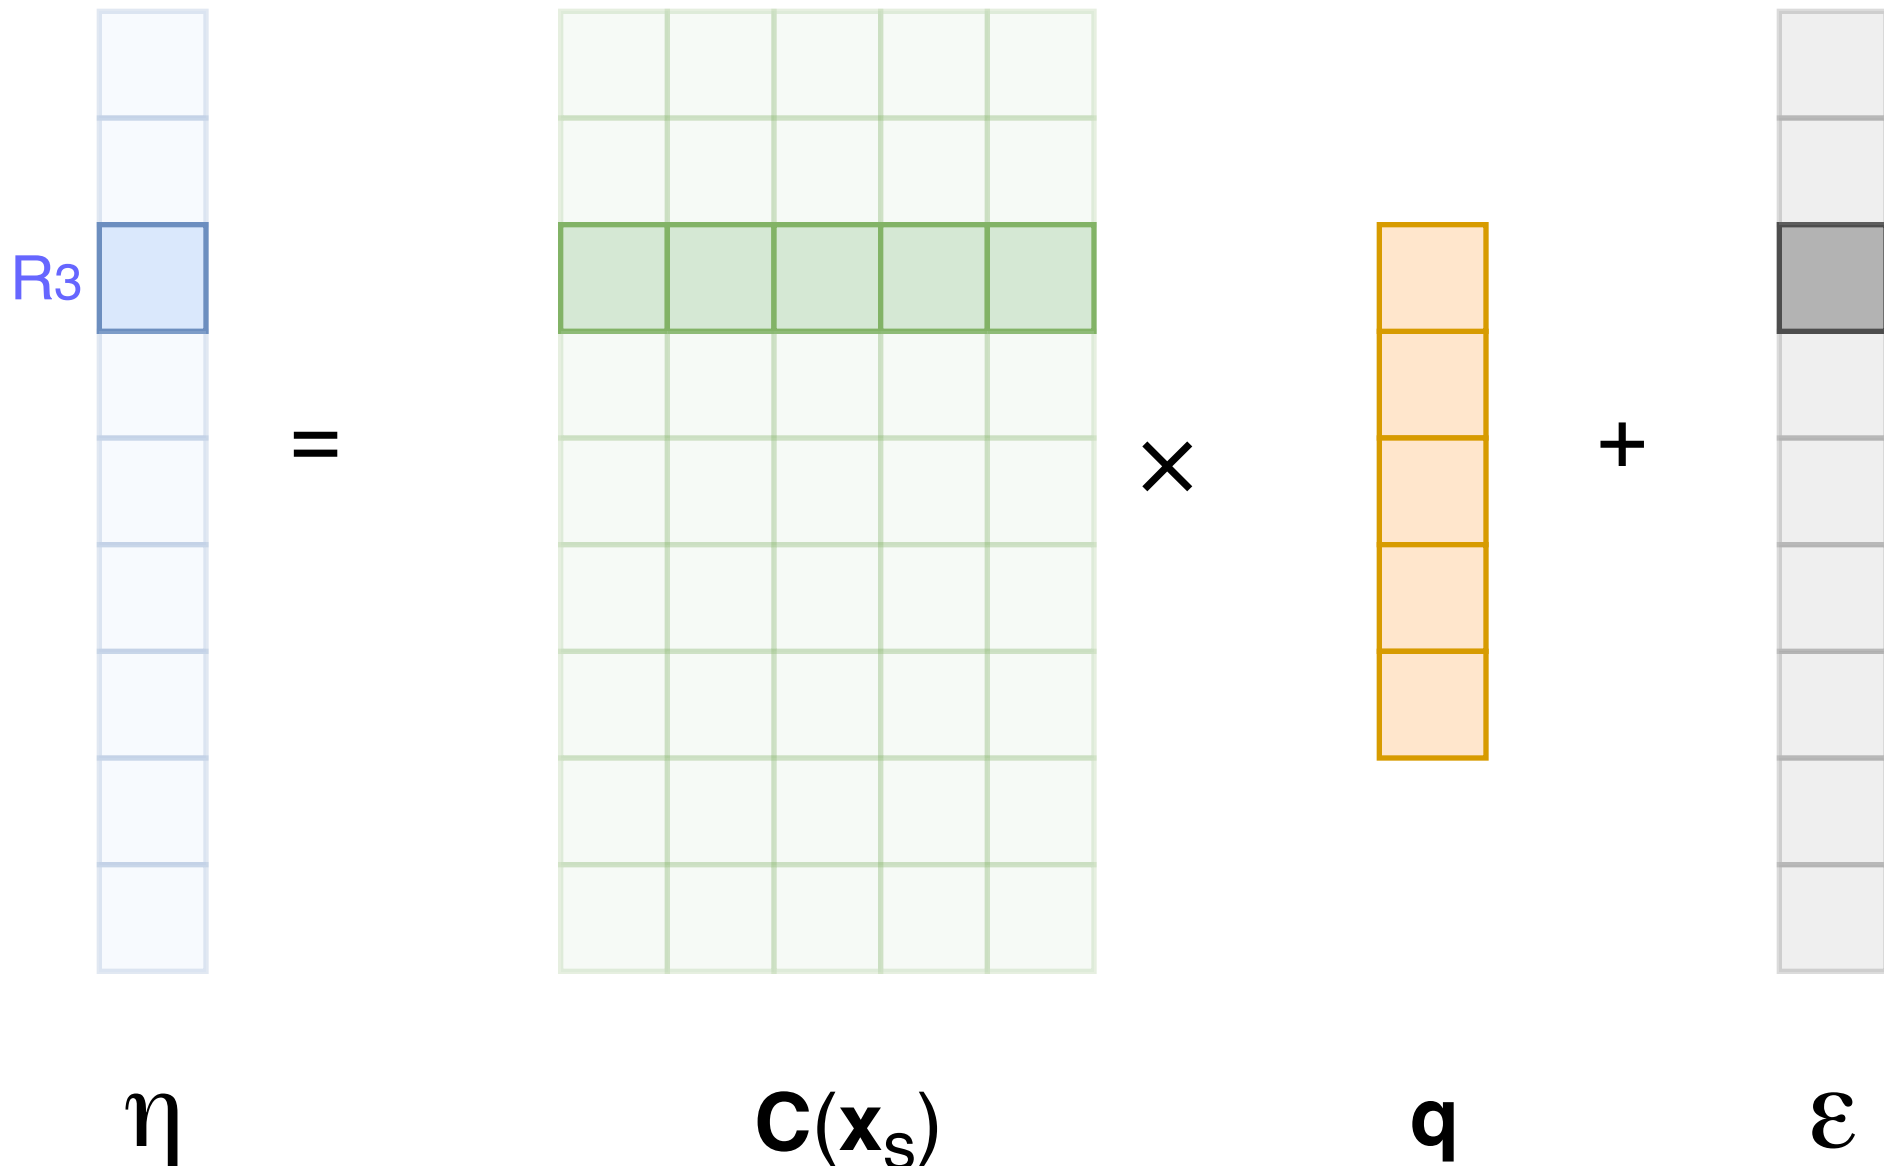 R3
= × +
η C(xs) q ε